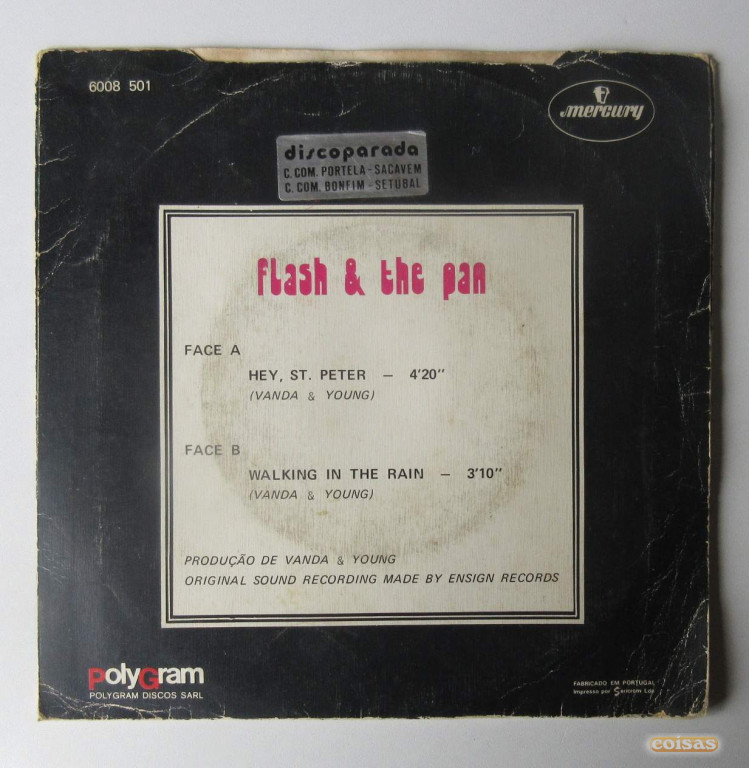 6008 501
mercury
discoparada
C. COM. PORTELA - SACAVEM
C. COM. BONFIM - SETUBAL
flash & the pan
FACE A
HEY, ST. PETER — 4'20"
(VANDA & YOUNG)
FACE B
WALKING IN THE RAIN — 3'10"
(VANDA & YOUNG)
PRODUÇÃO DE VANDA & YOUNG
ORIGINAL SOUND RECORDING MADE BY ENSIGN RECORDS
PolyGram
POLYGRAM DISCOS SARL
FABRICADO EM PORTUGAL
Impresso por
coisas